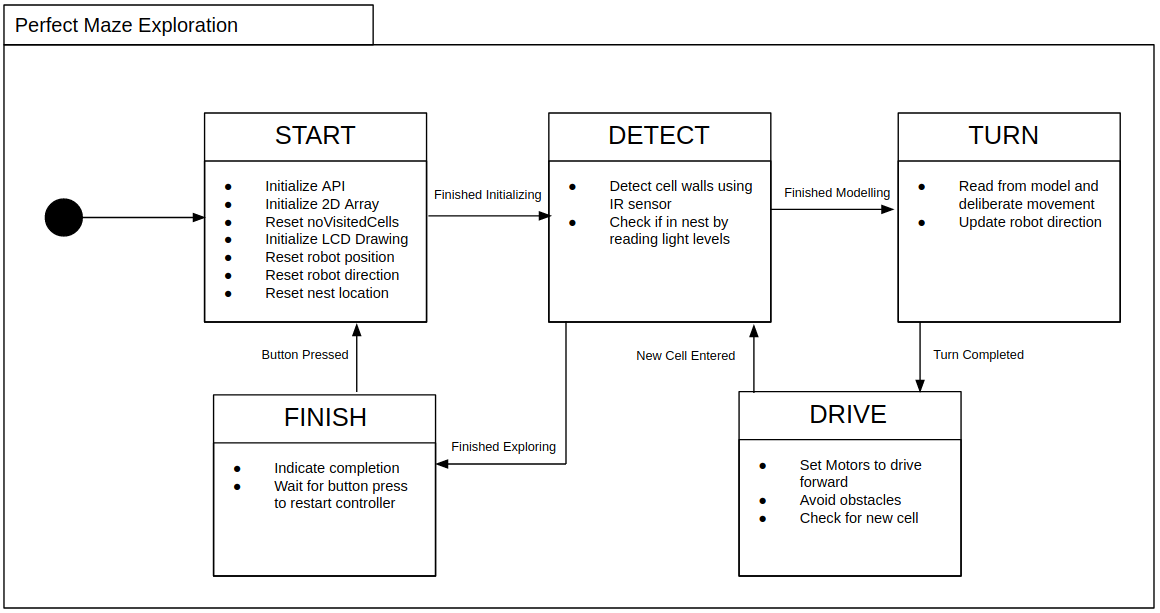 Perfect Maze Exploration
START
● Initialize API
● Initialize 2D Array
● Reset noVisitedCells
● Initialize LCD Drawing
● Reset robot position
● Reset robot direction
● Reset nest location
Finished Initializing
DETECT
● Detect cell walls using
IR sensor
● Check if in nest by
reading light levels
Finished Modelling
TURN
● Read from model and
deliberate movement
● Update robot direction
Button Pressed
New Cell Entered
Turn Completed
FINISH
● Indicate completion
● Wait for button press
to restart controller
Finished Exploring
DRIVE
● Set Motors to drive
forward
● Avoid obstacles
● Check for new cell